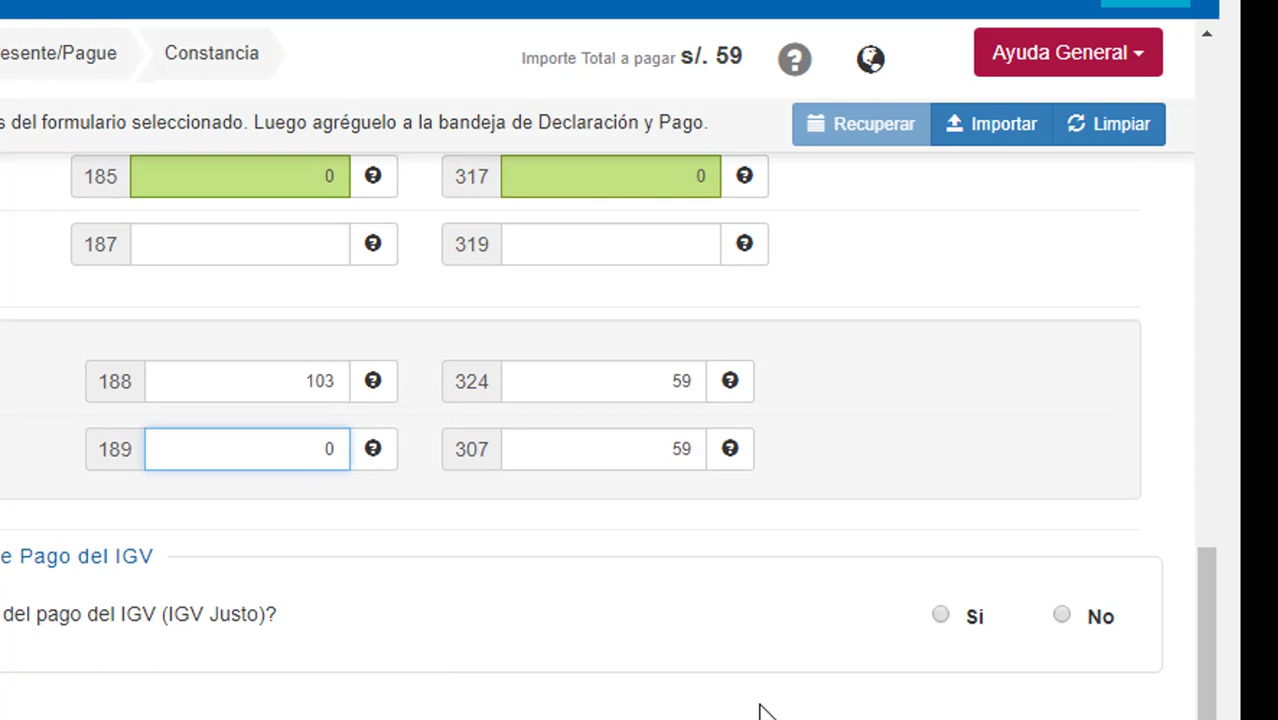 esente/Pague Constancia Importe Total a pagar s/. 59 Ayuda General
s del formulario seleccionado. Luego agréguelo a la bandeja de Declaración y Pago. Recuperar Importar Limpiar
185 0 317 0
187 319
188 103 324 59
189 0 307 59
e Pago del IGV
del pago del IGV (IGV Justo)? Si No